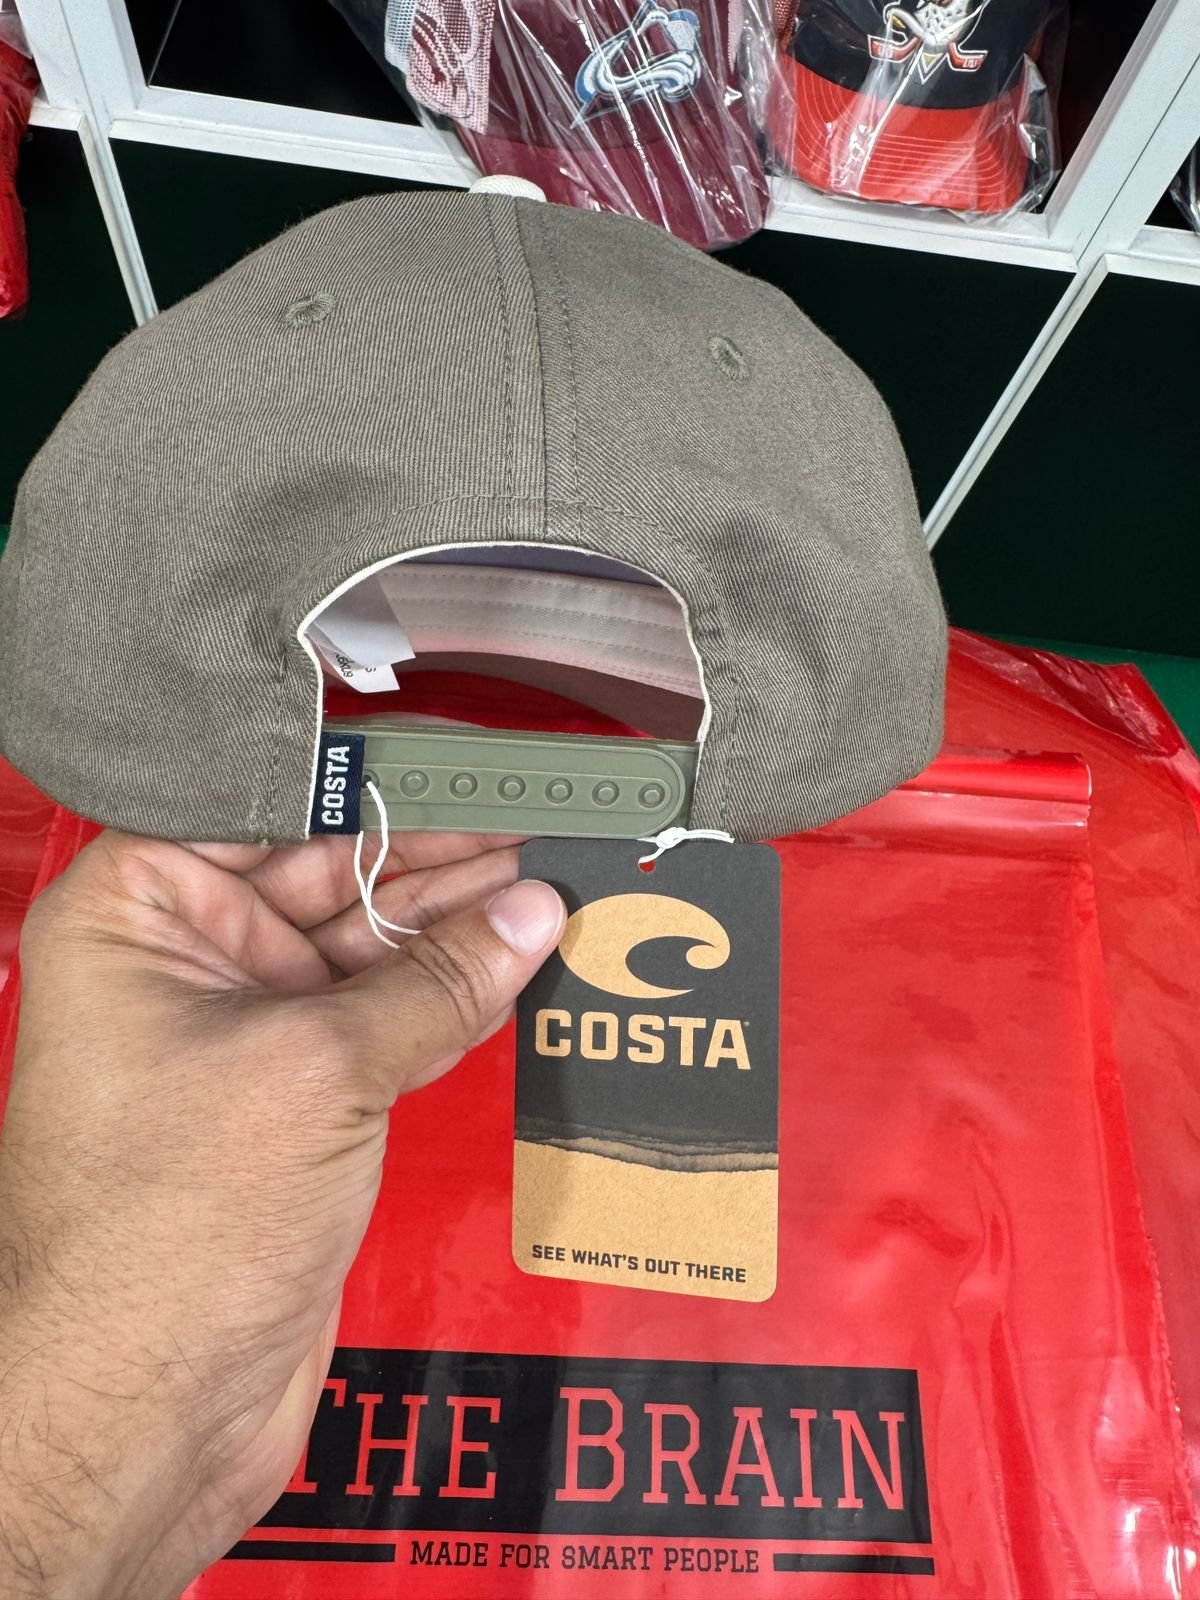 COSTA
COSTA
SEE WHAT'S OUT THERE
THE BRAIN
MADE FOR SMART PEOPLE